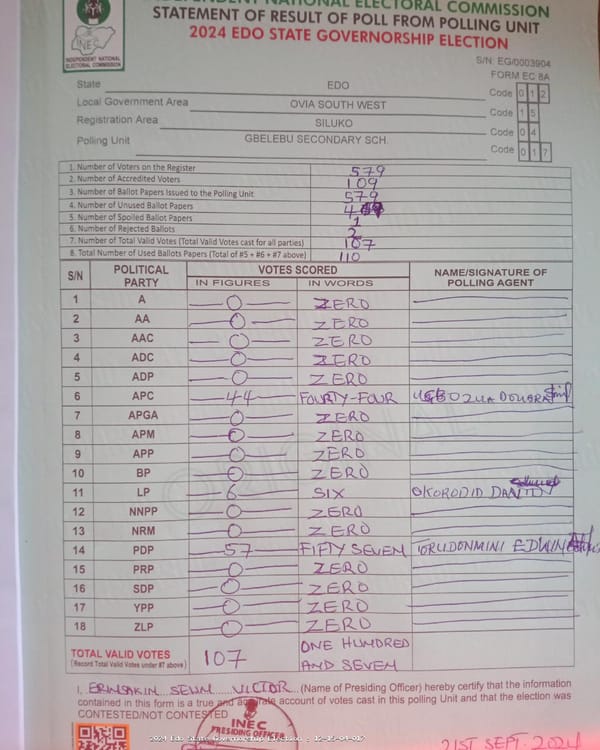 INDEPENDENT NATIONAL ELECTORAL COMMISSION
STATEMENT OF RESULT OF POLL FROM POLLING UNIT
2024 EDO STATE GOVERNORSHIP ELECTION
INEC
INDEPENDENT NATIONAL
ELECTORAL COMMISSION
S/N: EG/0003904
FORM EC 8A
State EDO Code 0 1 2
Local Government Area OVIA SOUTH WEST Code 1 5
Registration Area SILUKO Code 0 4
Polling Unit GBELEBU SECONDARY SCH. Code 0 1 7
1. Number of Voters on the Register 579
2. Number of Accredited Voters 109
3. Number of Ballot Papers Issued to the Polling Unit 579
4. Number of Unused Ballot Papers 4
5. Number of Spoiled Ballot Papers 1
6. Number of Rejected Ballots 2
7. Number of Total Valid Votes (Total Valid Votes cast for all parties) 107
8. Total Number of Used Ballots Papers (Total of #5 + #6 + #7 above) 110
S/N POLITICAL PARTY VOTES SCORED NAME/SIGNATURE OF POLLING AGENT
IN FIGURES IN WORDS
1 A 0 ZERO
2 AA 0 ZERO
3 AAC 0 ZERO
4 ADC 0 ZERO
5 ADP 0 ZERO
6 APC 44 FOURTY-FOUR
7 APGA 0 ZERO
8 APM 0 ZERO
9 APP 0 ZERO
10 BP 0 ZERO
11 LP 6 SIX OKORODID
12 NNPP 0 ZERO
13 NRM 0 ZERO
14 PDP 57 FIFTY SEVEN TORUDONMINI EDWIN
15 PRP 0 ZERO
16 SDP 0 ZERO
17 YPP 0 ZERO
18 ZLP 0 ZERO
TOTAL VALID VOTES 107 ONE HUNDRED AND SEVEN
(Record Total Valid Votes under #7 above)
I, VICTOR (Name of Presiding Officer) hereby certify that the information
contained in this form is a true and accurate account of votes cast in this polling Unit and that the election was
CONTESTED/NOT CONTESTED
INEC
PRESIDING OFFICER
2024 Edo State Governorship Election : 12-15-04-017
21ST SEPT 2024